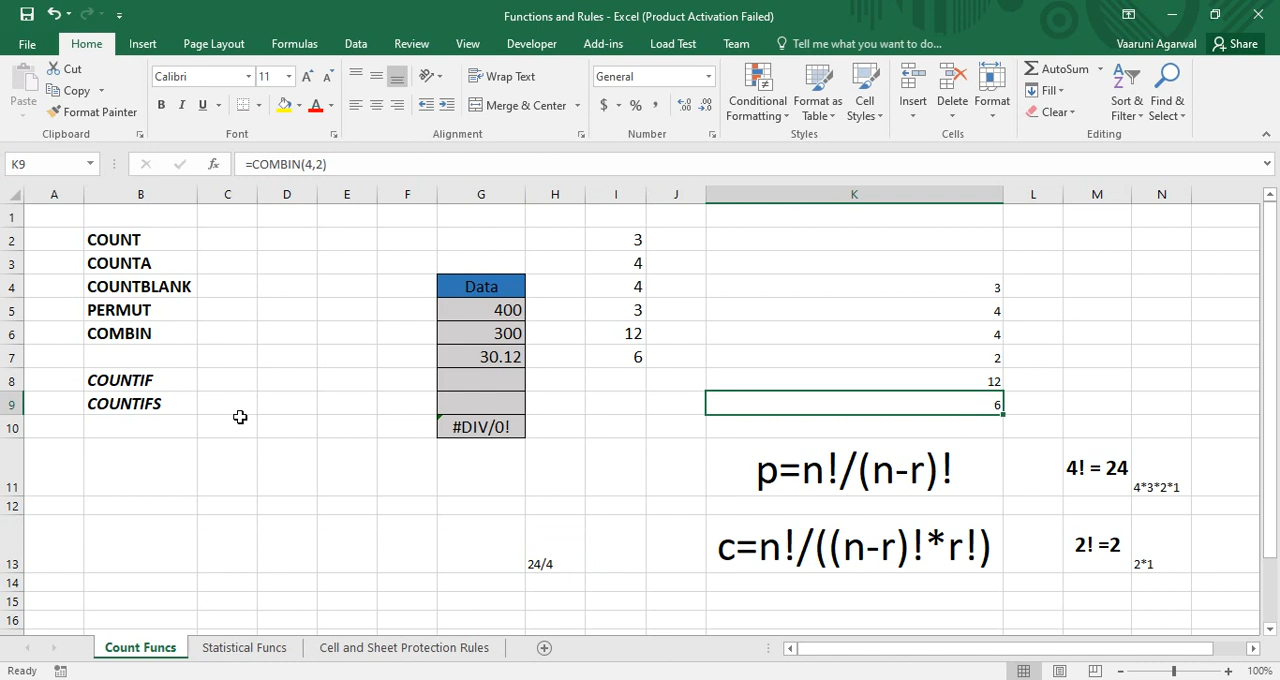 Functions and Rules - Excel (Product Activation Failed)
File Home Insert Page Layout Formulas Data Review View Developer Add-ins Load Test Team Tell me what you want to do... Vaaruni Agarwal Share
Paste
Cut
Copy
Format Painter
Clipboard
Calibri 11
B I U A
Font
Wrap Text
Merge & Center
Alignment
General
$ % ,
Number
Conditional Formatting
Format as Table
Cell Styles
Styles
Insert Delete Format
Cells
AutoSum
Fill
Clear
Sort & Filter
Find & Select
Editing
K9 fx =COMBIN(4,2)
A B C D E F G H I J K L M N
1
2 COUNT 3
3 COUNTA 4
4 COUNTBLANK Data 4 3
5 PERMUT 400 3 4
6 COMBIN 300 12 4
7 30.12 6 2
8 COUNTIF 12
9 COUNTIFS 6
10 #DIV/0!
11 p=n!/(n-r)! 4! = 24 4*3*2*1
12
13 24/4 c=n!/((n-r)!*r!) 2! =2 2*1
14
15
16
Count Funcs Statistical Funcs Cell and Sheet Protection Rules
Ready 100%